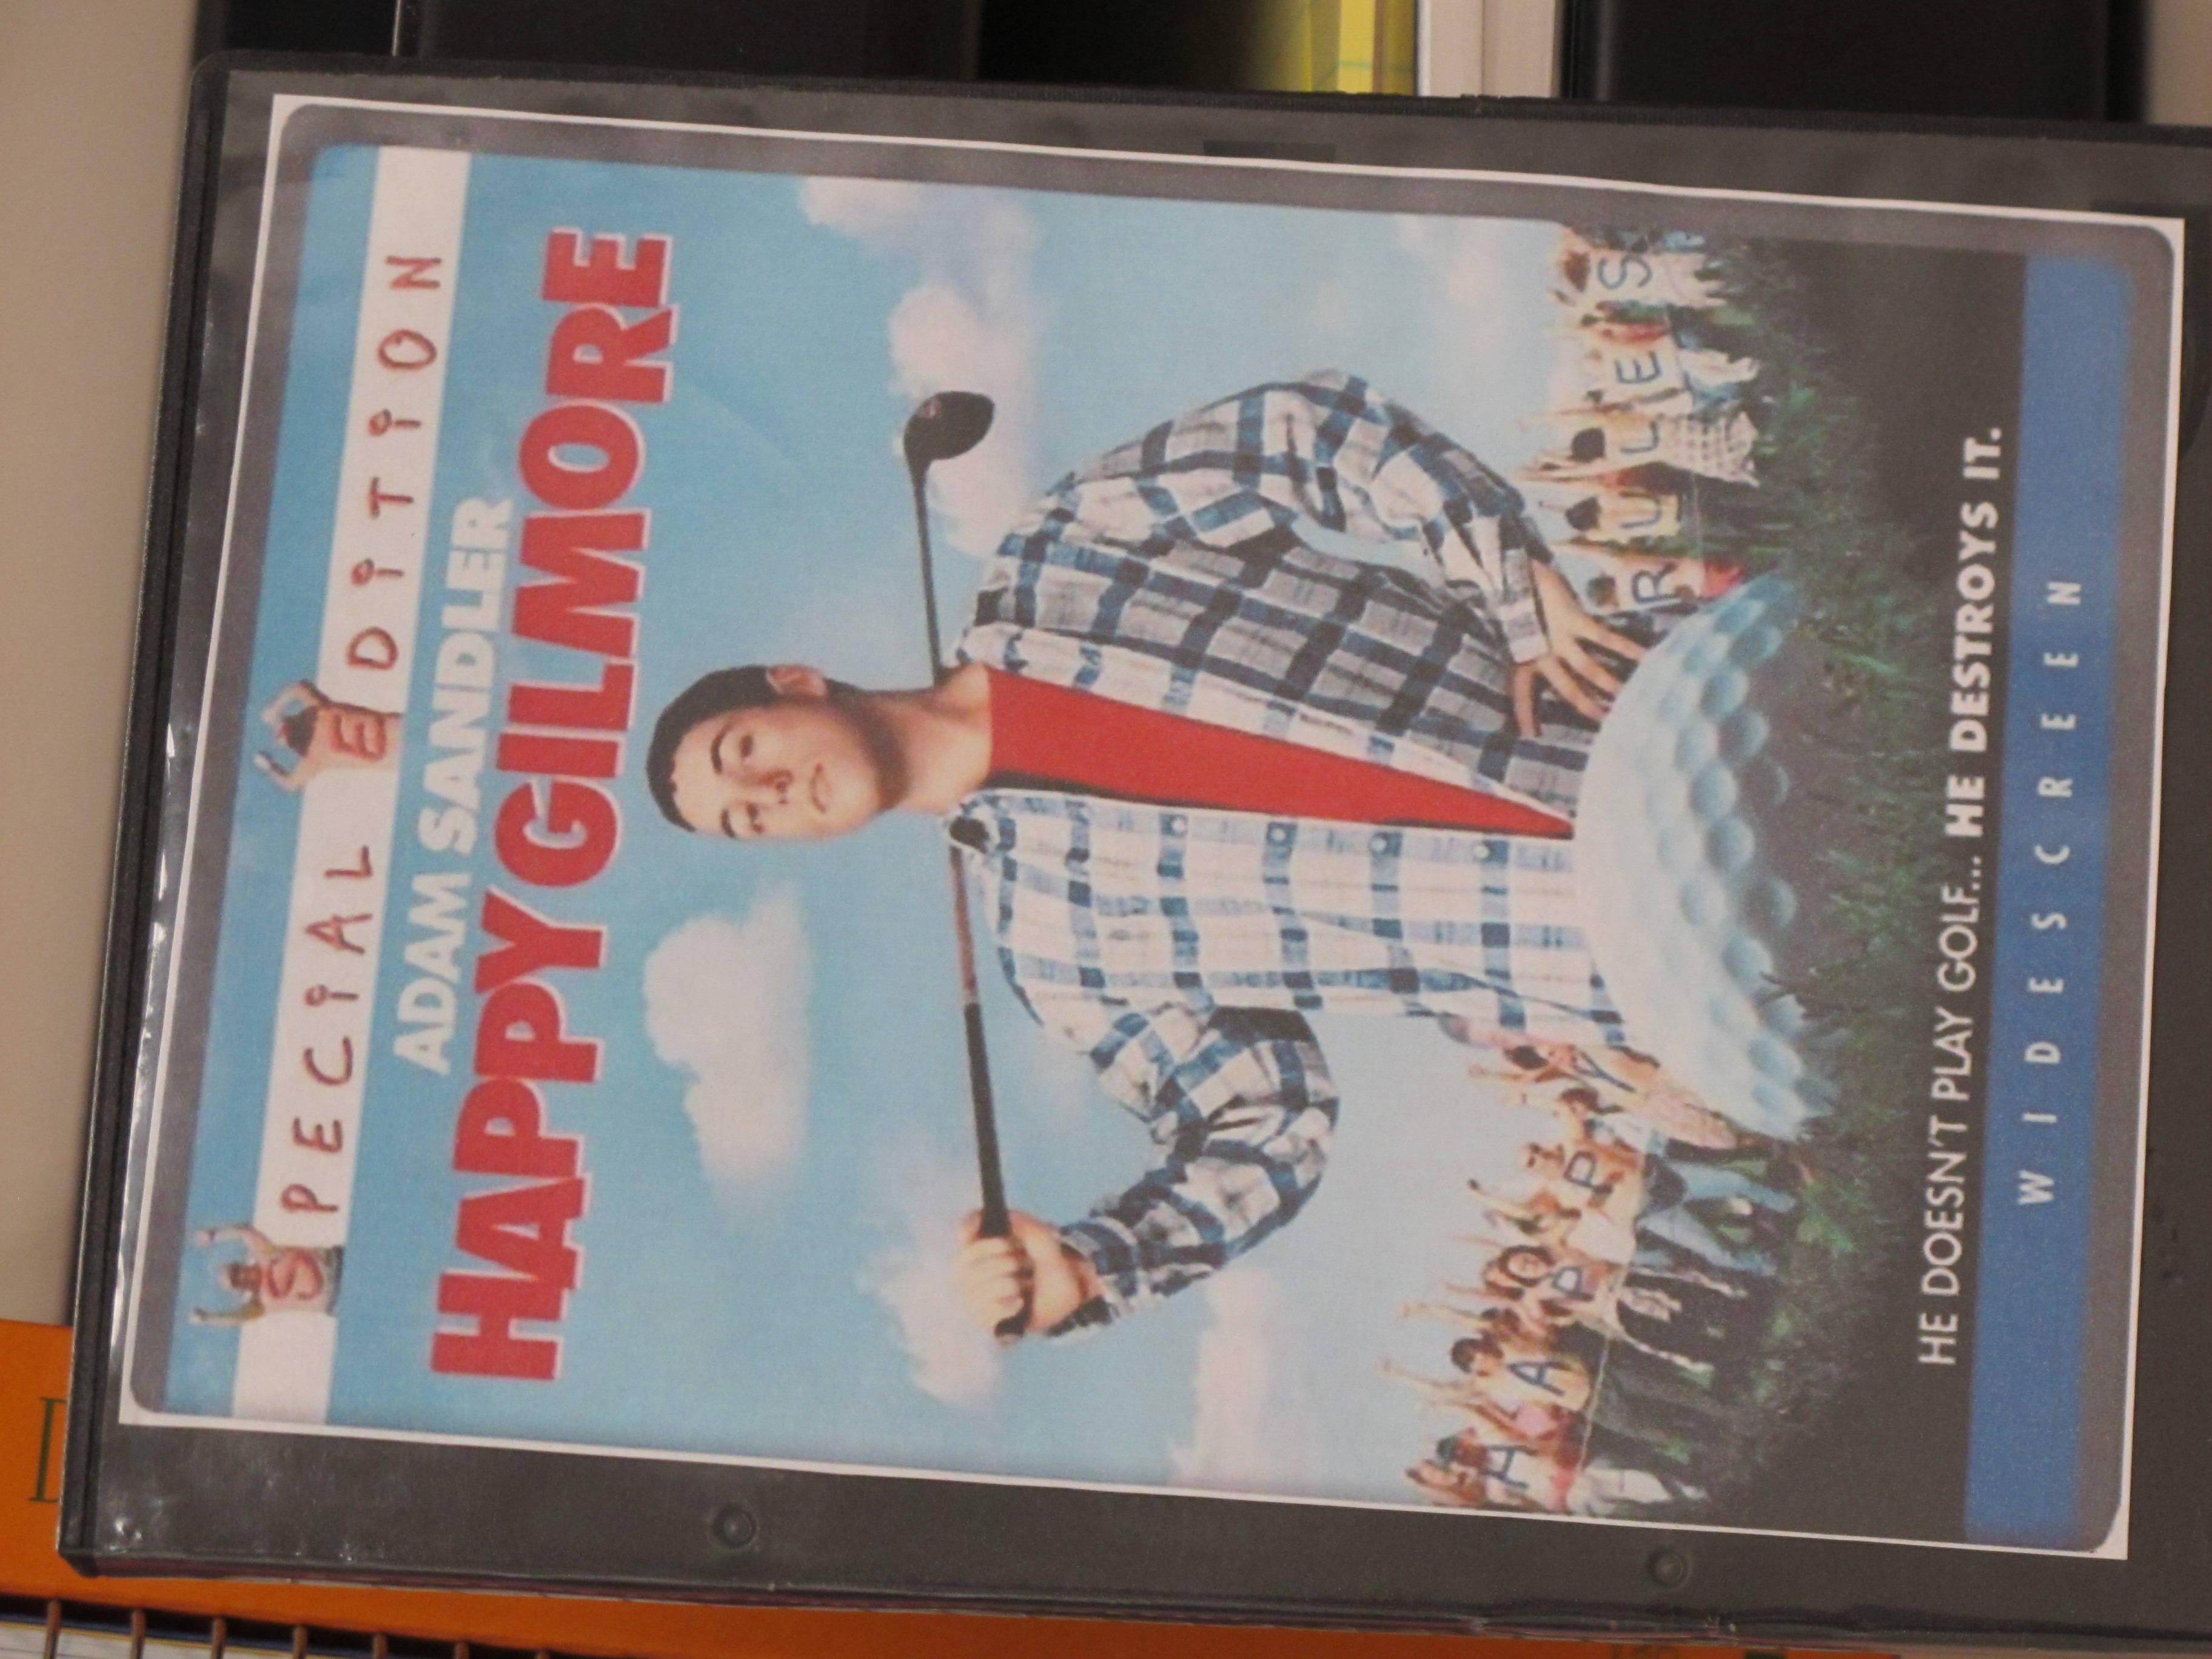 SPECiAL EDiTiON
ADAM SANDLER
HAPPY GILMORE
HAPPY RULES
HE DOESN'T PLAY GOLF... HE DESTROYS IT.
WIDESCREEN